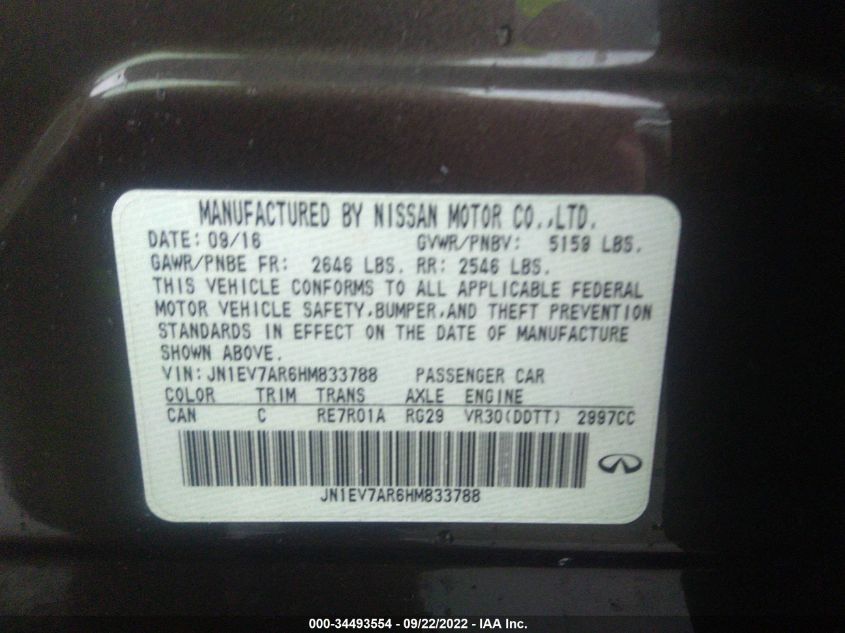 MANUFACTURED BY NISSAN MOTOR CO.,LTD.
DATE: 09/16 GVWR/PNBV: 5159 LBS.
GAWR/PNBE FR: 2646 LBS. RR: 2546 LBS.
THIS VEHICLE CONFORMS TO ALL APPLICABLE FEDERAL
MOTOR VEHICLE SAFETY,BUMPER,AND THEFT PREVENTION
STANDARDS IN EFFECT ON THE DATE OF MANUFACTURE
SHOWN ABOVE.
VIN: JN1EV7AR6HM833788 PASSENGER CAR
COLOR TRIM TRANS AXLE ENGINE
CAN C RE7R01A RG29 VR30(DDTT) 2997CC
JN1EV7AR6HM833788
000-34493554 - 09/22/2022 - IAA Inc.